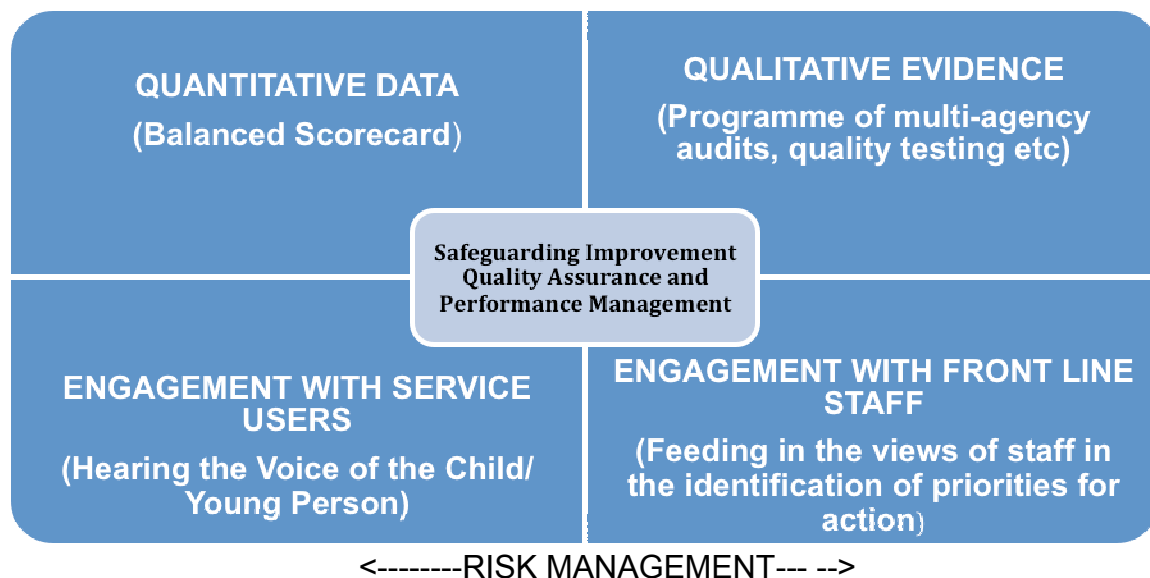 QUANTITATIVE DATA
(Balanced Scorecard)
QUALITATIVE EVIDENCE
(Programme of multi-agency
audits, quality testing etc)
Safeguarding Improvement
Quality Assurance and
Performance Management
ENGAGEMENT WITH SERVICE
USERS
(Hearing the Voice of the Child/
Young Person)
ENGAGEMENT WITH FRONT LINE
STAFF
(Feeding in the views of staff in
the identification of priorities for
action)
<--------RISK MANAGEMENT--- -->